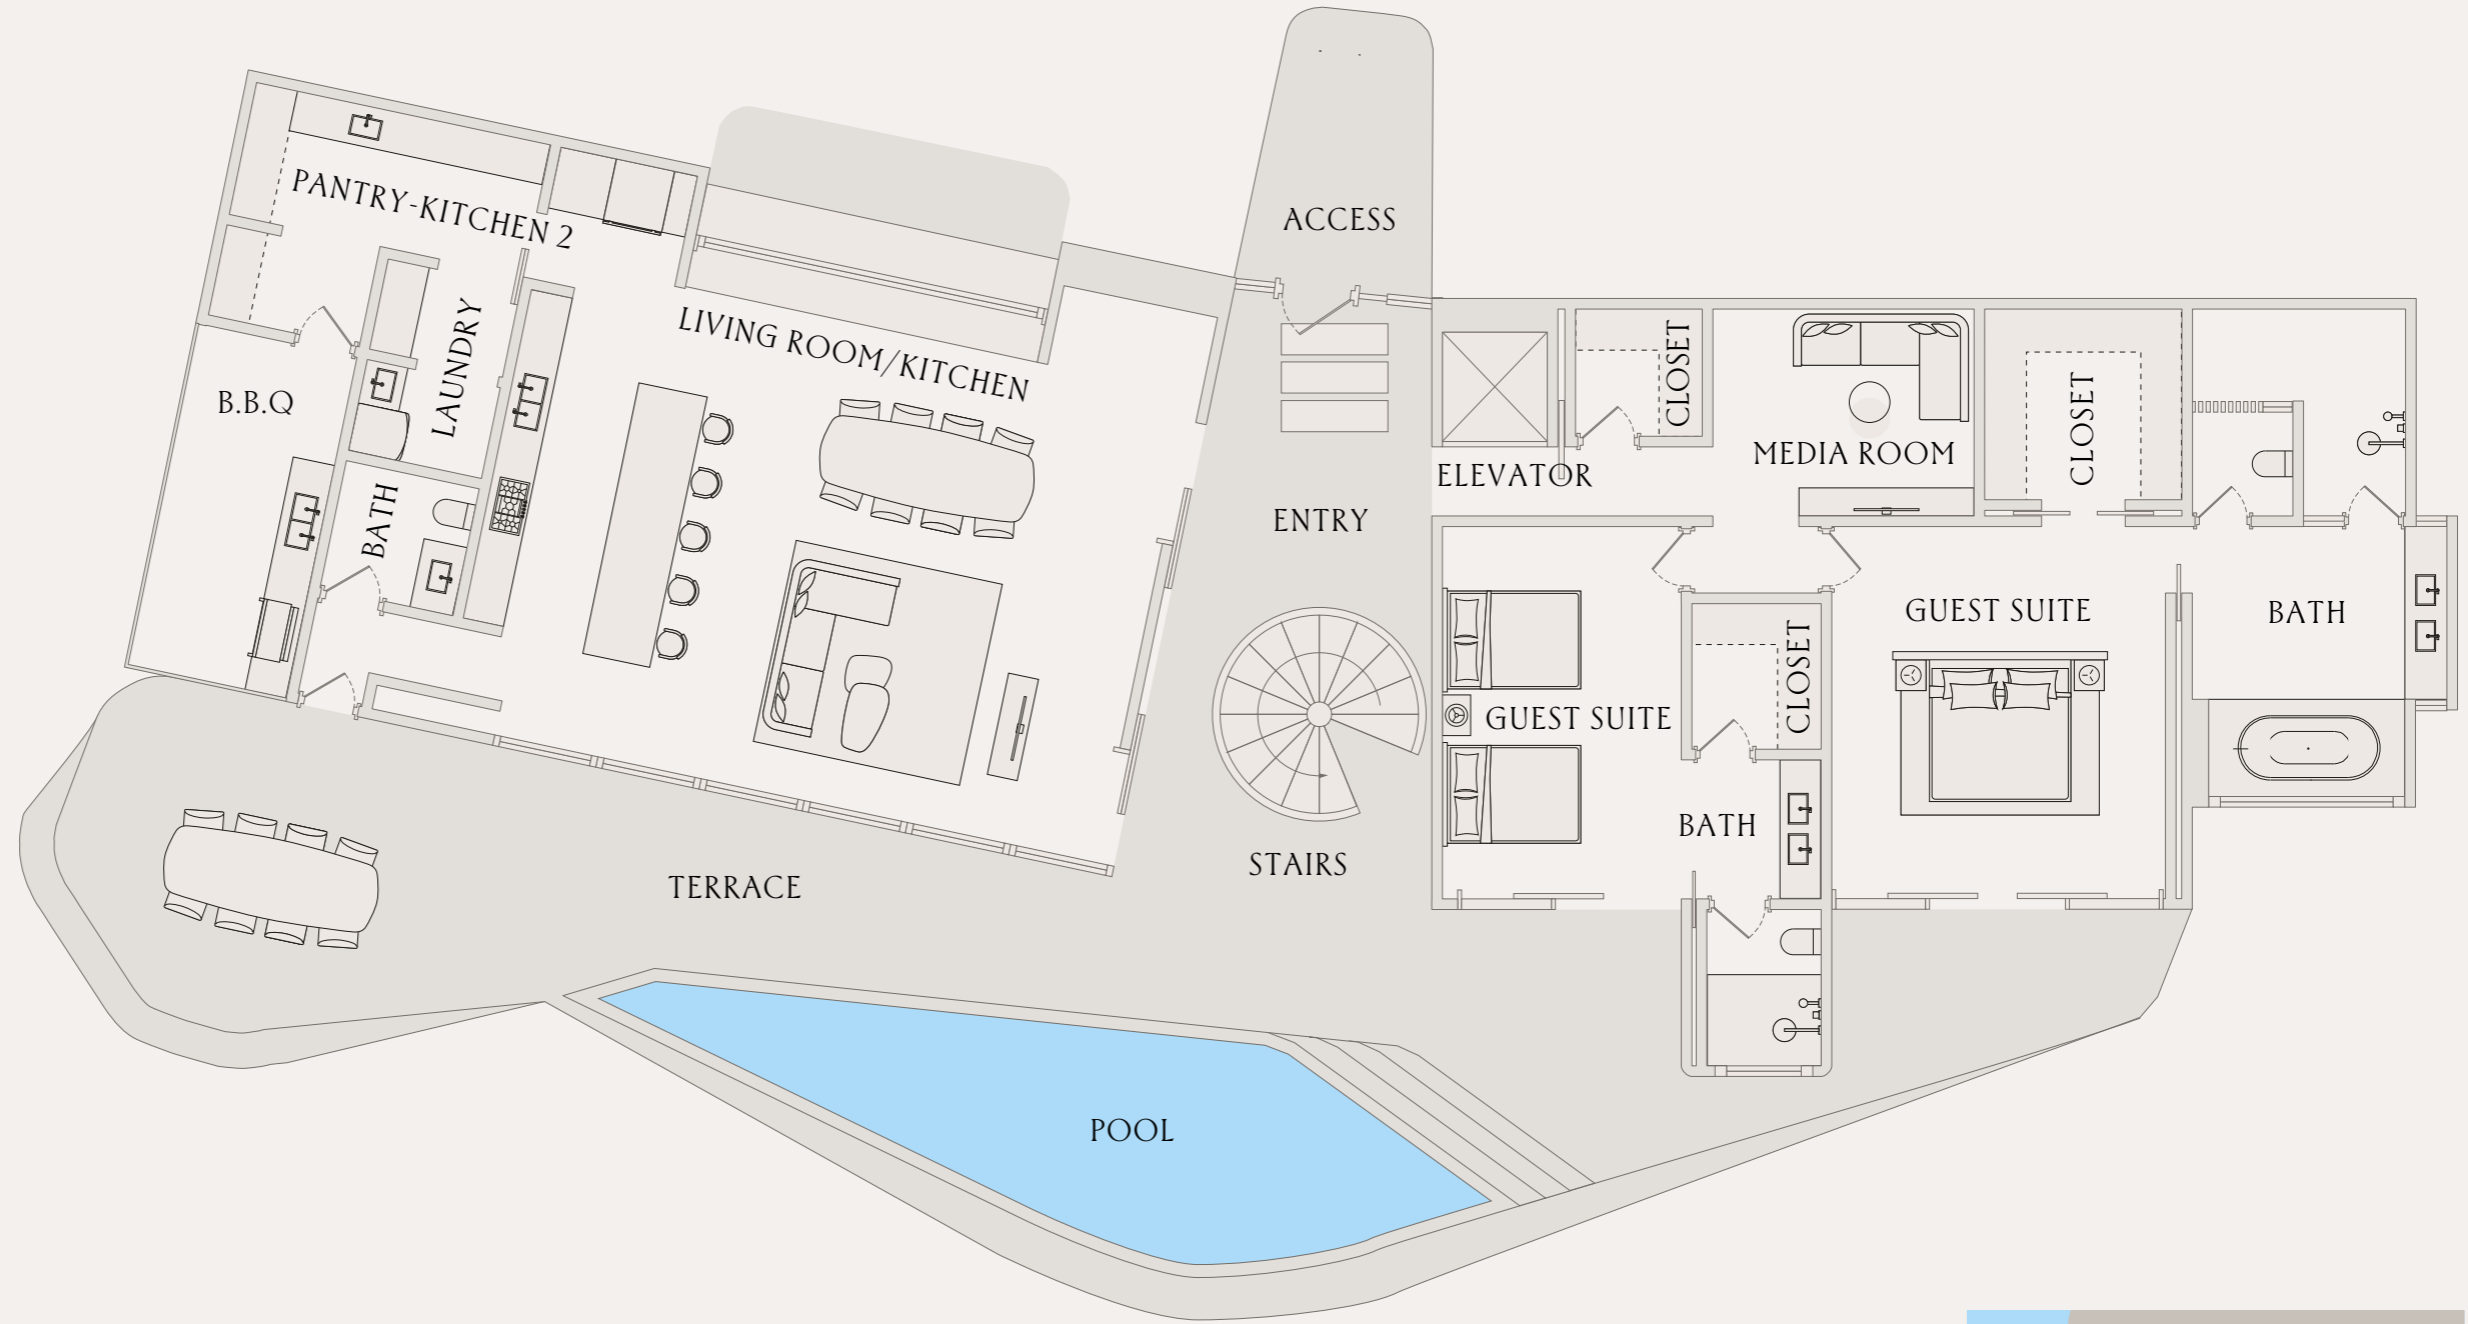 PANTRY-KITCHEN 2
LIVING ROOM/KITCHEN
ACCESS
B.B.Q
LAUNDRY
BATH
ENTRY
ELEVATOR
CLOSET
MEDIA ROOM
CLOSET
GUEST SUITE
BATH
CLOSET
GUEST SUITE
BATH
STAIRS
TERRACE
POOL